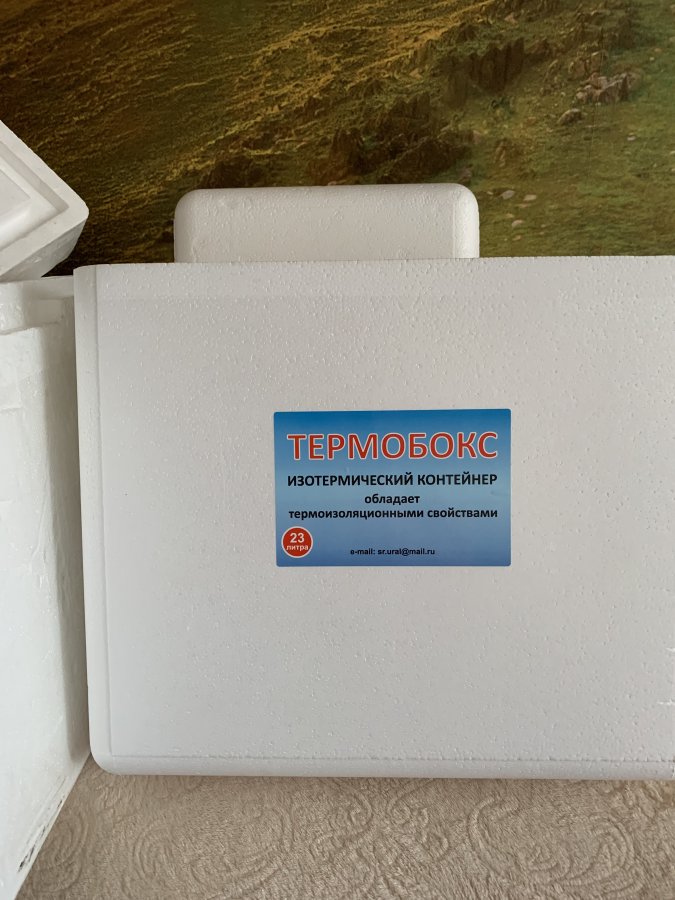 ТЕРМОБОКС
ИЗОТЕРМИЧЕСКИЙ КОНТЕЙНЕР
обладает
термоизоляционными свойствами
23
литра
e-mail: sr.ural@mail.ru